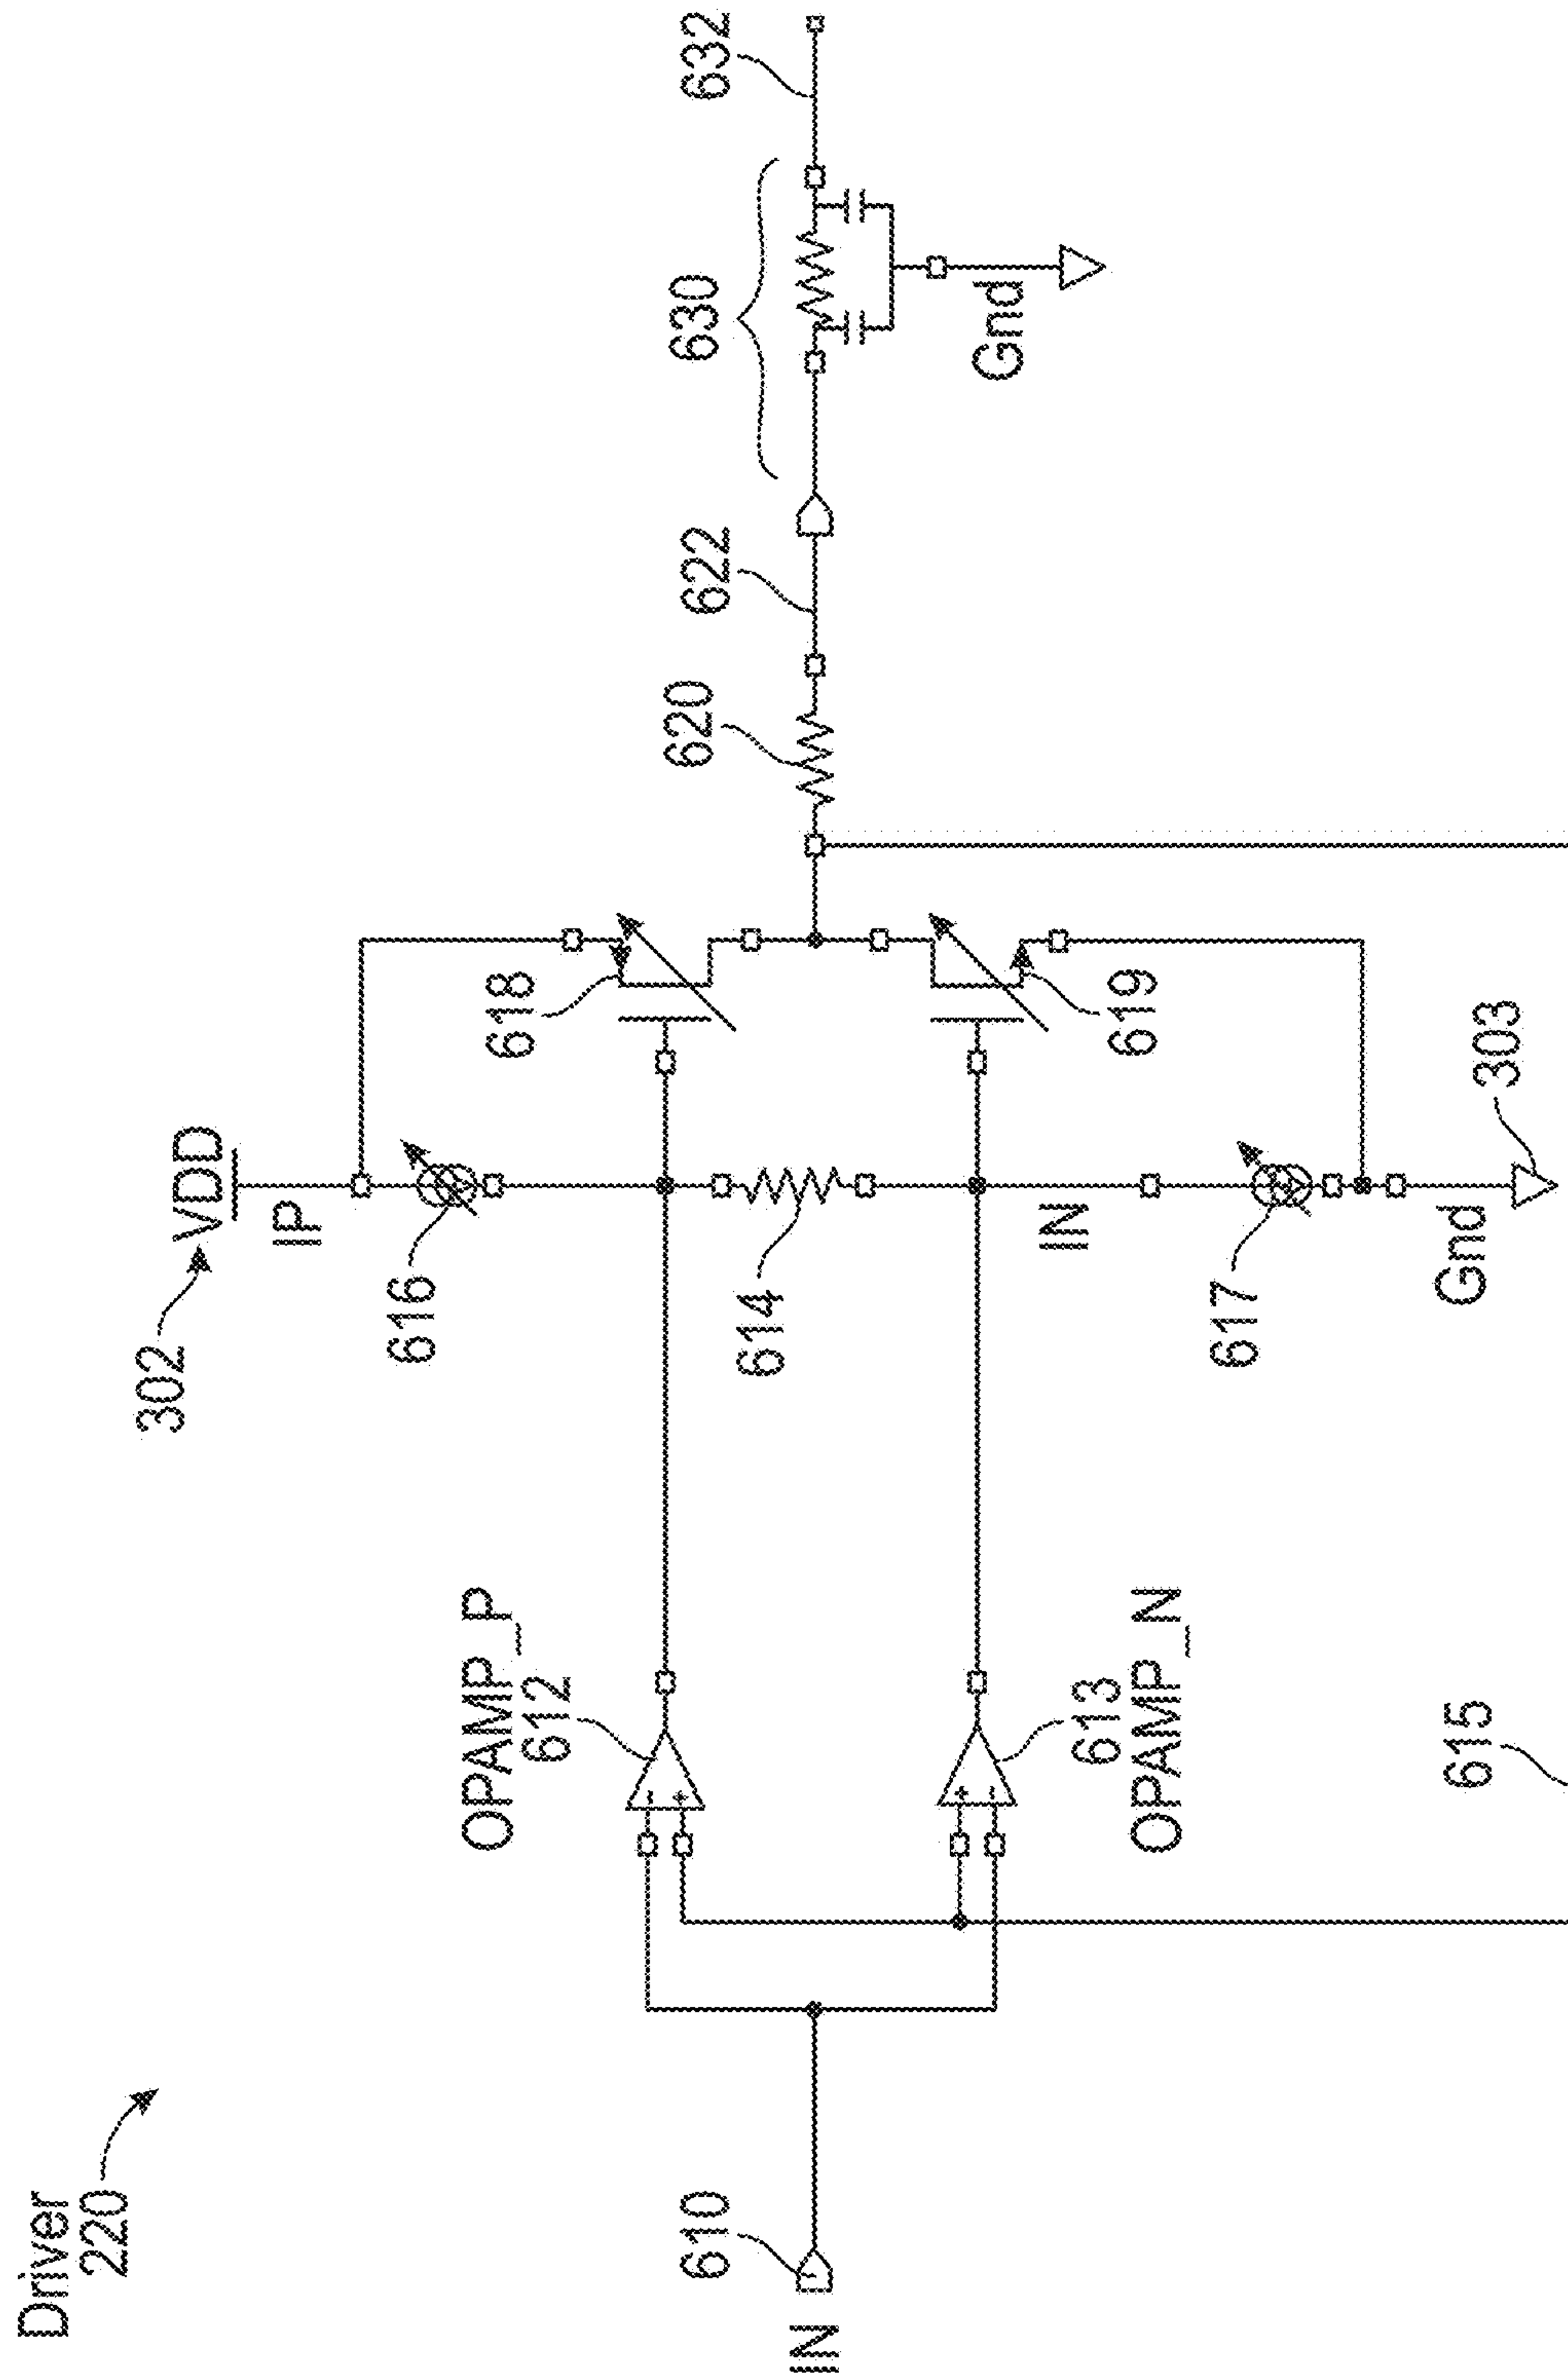 Driver
220
302
VDD
IP
616
618
OPAMP_P
612
614
620
622
630
632
610
IN
Gnd
IN
619
613
OPAMP_N
617
Gnd
303
615